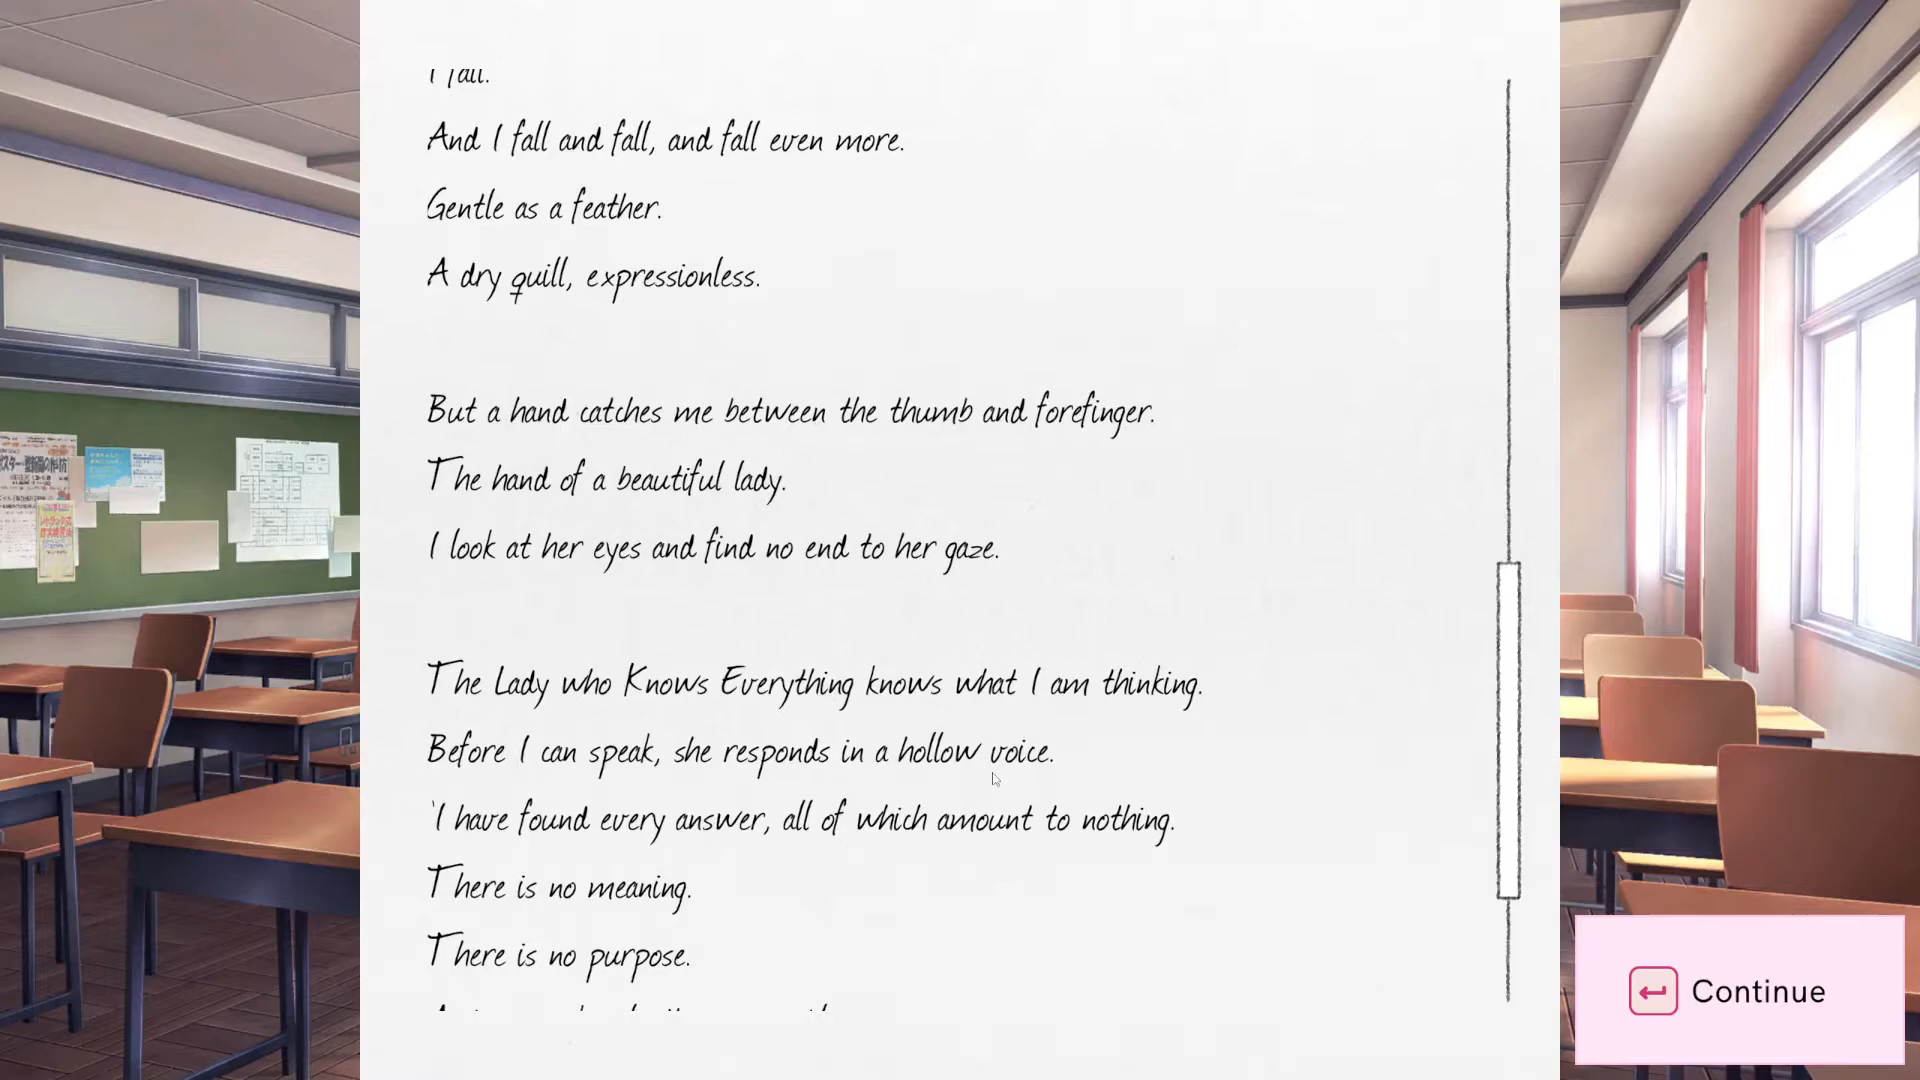 I fall.
And I fall and fall, and fall even more.
Gentle as a feather.
A dry quill, expressionless.
But a hand catches me between the thumb and forefinger.
The hand of a beautiful lady.
I look at her eyes and find no end to her gaze.
The Lady who Knows Everything knows what I am thinking.
Before I can speak, she responds in a hollow voice.
'I have found every answer, all of which amount to nothing.
There is no meaning.
There is no purpose.
Continue